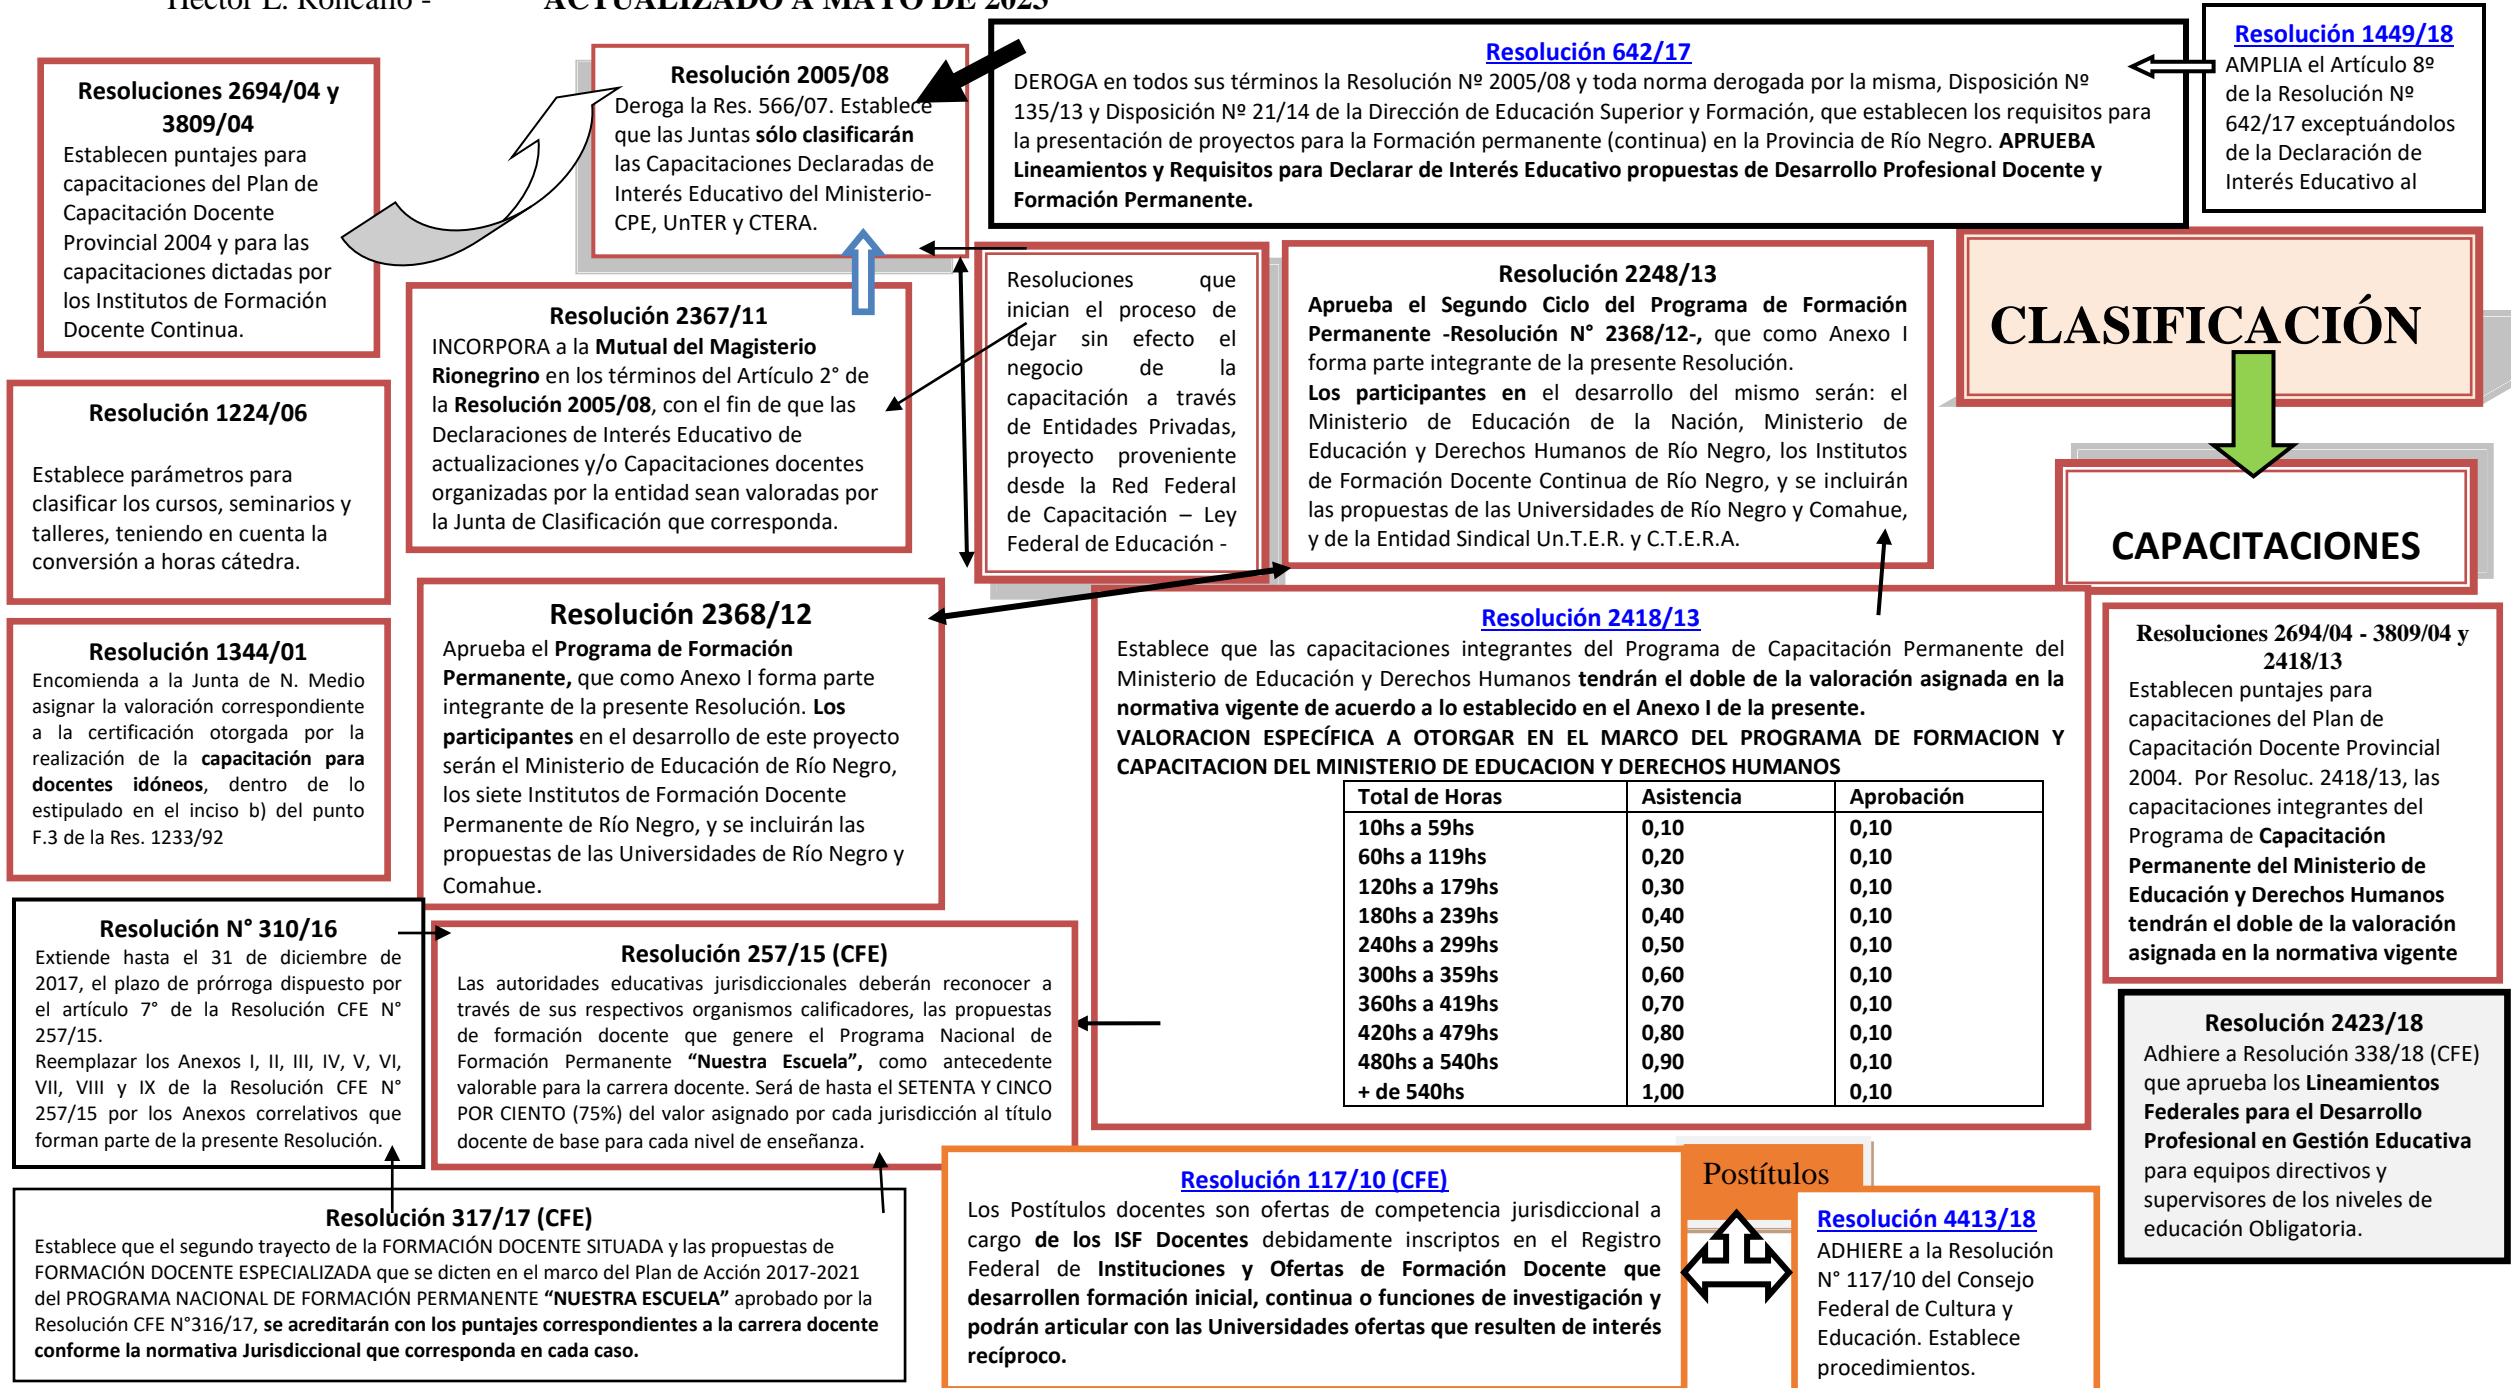 Héctor L. Roncallo -
ACTUALIZADO A MAYO DE 2023
Resoluciones 2694/04 y
3809/04
Establecen puntajes para
capacitaciones del Plan de
Capacitación Docente
Provincial 2004 y para las
capacitaciones dictadas por
los Institutos de Formación
Docente Continua.
Resolución 2005/08
Deroga la Res. 566/07. Establece
que las Juntas sólo clasificarán
las Capacitaciones Declaradas de
Interés Educativo del Ministerio-
CPE, UnTER y CTERA.
Resolución 642/17
DEROGA en todos sus términos la Resolución Nº 2005/08 y toda norma derogada por la misma, Disposición Nº
135/13 y Disposición Nº 21/14 de la Dirección de Educación Superior y Formación, que establecen los requisitos para
la presentación de proyectos para la Formación permanente (continua) en la Provincia de Río Negro. APRUEBA
Lineamientos y Requisitos para Declarar de Interés Educativo propuestas de Desarrollo Profesional Docente y
Formación Permanente.
Resolución 1449/18
AMPLIA el Artículo 8º
de la Resolución Nº
642/17 exceptuándolos
de la Declaración de
Interés Educativo al
CLASIFICACIÓN
CAPACITACIONES
Resolución 2367/11
INCORPORA a la Mutual del Magisterio
Rionegrino en los términos del Artículo 2° de
la Resolución 2005/08, con el fin de que las
Declaraciones de Interés Educativo de
actualizaciones y/o Capacitaciones docentes
organizadas por la entidad sean valoradas por
la Junta de Clasificación que corresponda.
Resoluciones que
inician el proceso de
dejar sin efecto el
negocio de la
capacitación a través
de Entidades Privadas,
proyecto proveniente
desde la Red Federal
de Capacitación – Ley
Federal de Educación -
Resolución 2248/13
Aprueba el Segundo Ciclo del Programa de Formación
Permanente -Resolución N° 2368/12-, que como Anexo I
forma parte integrante de la presente Resolución.
Los participantes en el desarrollo del mismo serán: el
Ministerio de Educación de la Nación, Ministerio de
Educación y Derechos Humanos de Río Negro, los Institutos
de Formación Docente Continua de Río Negro, y se incluirán
las propuestas de las Universidades de Río Negro y Comahue,
y de la Entidad Sindical Un.T.E.R. y C.T.E.R.A.
Resolución 1224/06
Establece parámetros para
clasificar los cursos, seminarios y
talleres, teniendo en cuenta la
conversión a horas cátedra.
Resolución 1344/01
Encomienda a la Junta de N. Medio
asignar la valoración correspondiente
a la certificación otorgada por la
realización de la capacitación para
docentes idóneos, dentro de lo
estipulado en el inciso b) del punto
F.3 de la Res. 1233/92
Resolución 2368/12
Aprueba el Programa de Formación
Permanente, que como Anexo I forma parte
integrante de la presente Resolución. Los
participantes en el desarrollo de este proyecto
serán el Ministerio de Educación de Río Negro,
los siete Institutos de Formación Docente
Permanente de Río Negro, y se incluirán las
propuestas de las Universidades de Río Negro y
Comahue.
Resolución 2418/13
Establece que las capacitaciones integrantes del Programa de Capacitación Permanente del
Ministerio de Educación y Derechos Humanos tendrán el doble de la valoración asignada en la
normativa vigente de acuerdo a lo establecido en el Anexo I de la presente.
VALORACION ESPECÍFICA A OTORGAR EN EL MARCO DEL PROGRAMA DE FORMACION Y
CAPACITACION DEL MINISTERIO DE EDUCACION Y DERECHOS HUMANOS
Total de Horas Asistencia Aprobación
10hs a 59hs 0,10 0,10
60hs a 119hs 0,20 0,10
120hs a 179hs 0,30 0,10
180hs a 239hs 0,40 0,10
240hs a 299hs 0,50 0,10
300hs a 359hs 0,60 0,10
360hs a 419hs 0,70 0,10
420hs a 479hs 0,80 0,10
480hs a 540hs 0,90 0,10
+ de 540hs 1,00 0,10
Resoluciones 2694/04 - 3809/04 y
2418/13
Establecen puntajes para
capacitaciones del Plan de
Capacitación Docente Provincial
2004. Por Resoluc. 2418/13, las
capacitaciones integrantes del
Programa de Capacitación
Permanente del Ministerio de
Educación y Derechos Humanos
tendrán el doble de la valoración
asignada en la normativa vigente
Resolución N° 310/16
Extiende hasta el 31 de diciembre de
2017, el plazo de prórroga dispuesto por
el artículo 7° de la Resolución CFE N°
257/15.
Reemplazar los Anexos I, II, III, IV, V, VI,
VII, VIII y IX de la Resolución CFE N°
257/15 por los Anexos correlativos que
forman parte de la presente Resolución.
Resolución 257/15 (CFE)
Las autoridades educativas jurisdiccionales deberán reconocer a
través de sus respectivos organismos calificadores, las propuestas
de formación docente que genere el Programa Nacional de
Formación Permanente “Nuestra Escuela”, como antecedente
valorable para la carrera docente. Será de hasta el SETENTA Y CINCO
POR CIENTO (75%) del valor asignado por cada jurisdicción al título
docente de base para cada nivel de enseñanza.
Resolución 2423/18
Adhiere a Resolución 338/18 (CFE)
que aprueba los Lineamientos
Federales para el Desarrollo
Profesional en Gestión Educativa
para equipos directivos y
supervisores de los niveles de
educación Obligatoria.
Resolución 317/17 (CFE)
Establece que el segundo trayecto de la FORMACIÓN DOCENTE SITUADA y las propuestas de
FORMACIÓN DOCENTE ESPECIALIZADA que se dicten en el marco del Plan de Acción 2017-2021
del PROGRAMA NACIONAL DE FORMACIÓN PERMANENTE “NUESTRA ESCUELA” aprobado por la
Resolución CFE N°316/17, se acreditarán con los puntajes correspondientes a la carrera docente
conforme la normativa Jurisdiccional que corresponda en cada caso.
Resolución 117/10 (CFE)
Los Postítulos docentes son ofertas de competencia jurisdiccional a
cargo de los ISF Docentes debidamente inscriptos en el Registro
Federal de Instituciones y Ofertas de Formación Docente que
desarrollen formación inicial, continua o funciones de investigación y
podrán articular con las Universidades ofertas que resulten de interés
recíproco.
Postítulos
Resolución 4413/18
ADHIERE a la Resolución
N° 117/10 del Consejo
Federal de Cultura y
Educación. Establece
procedimientos.